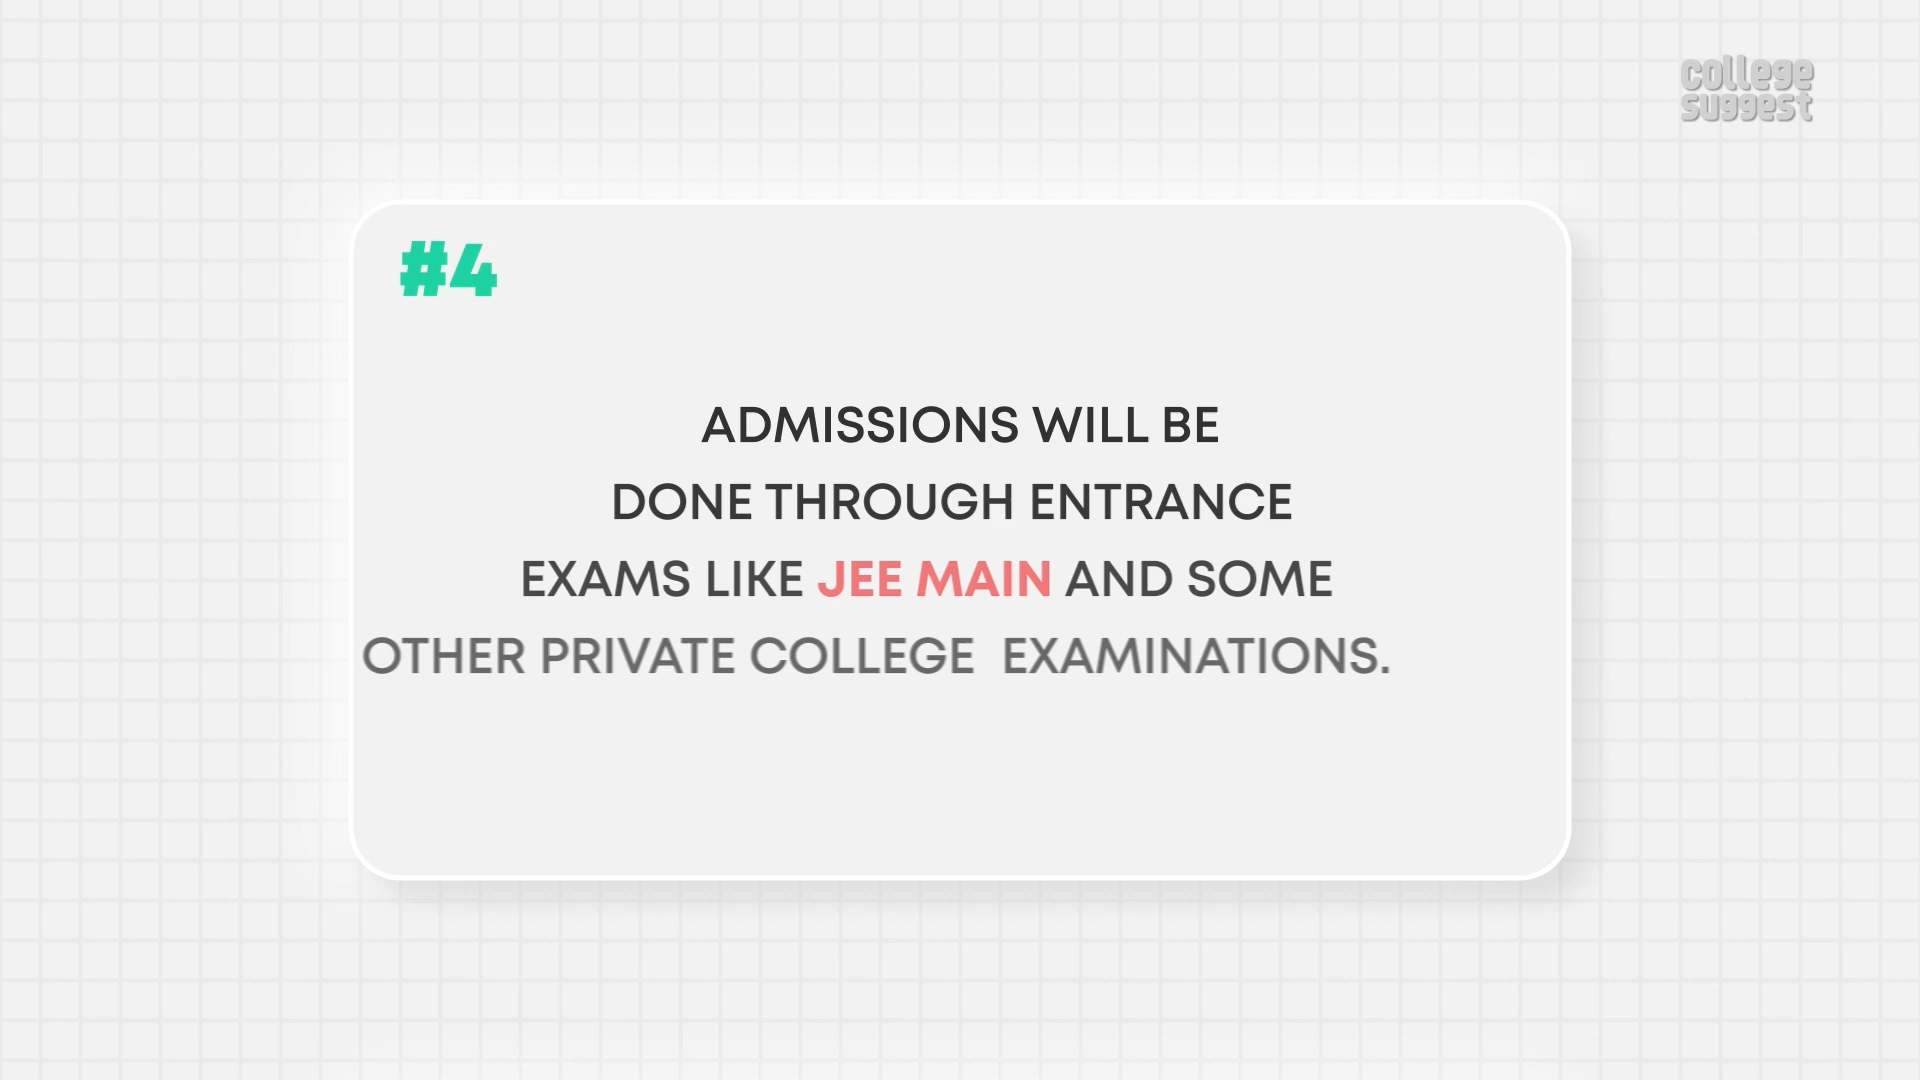 college
suggest
#4
ADMISSIONS WILL BE
DONE THROUGH ENTRANCE
EXAMS LIKE JEE MAIN AND SOME
OTHER PRIVATE COLLEGE  EXAMINATIONS.